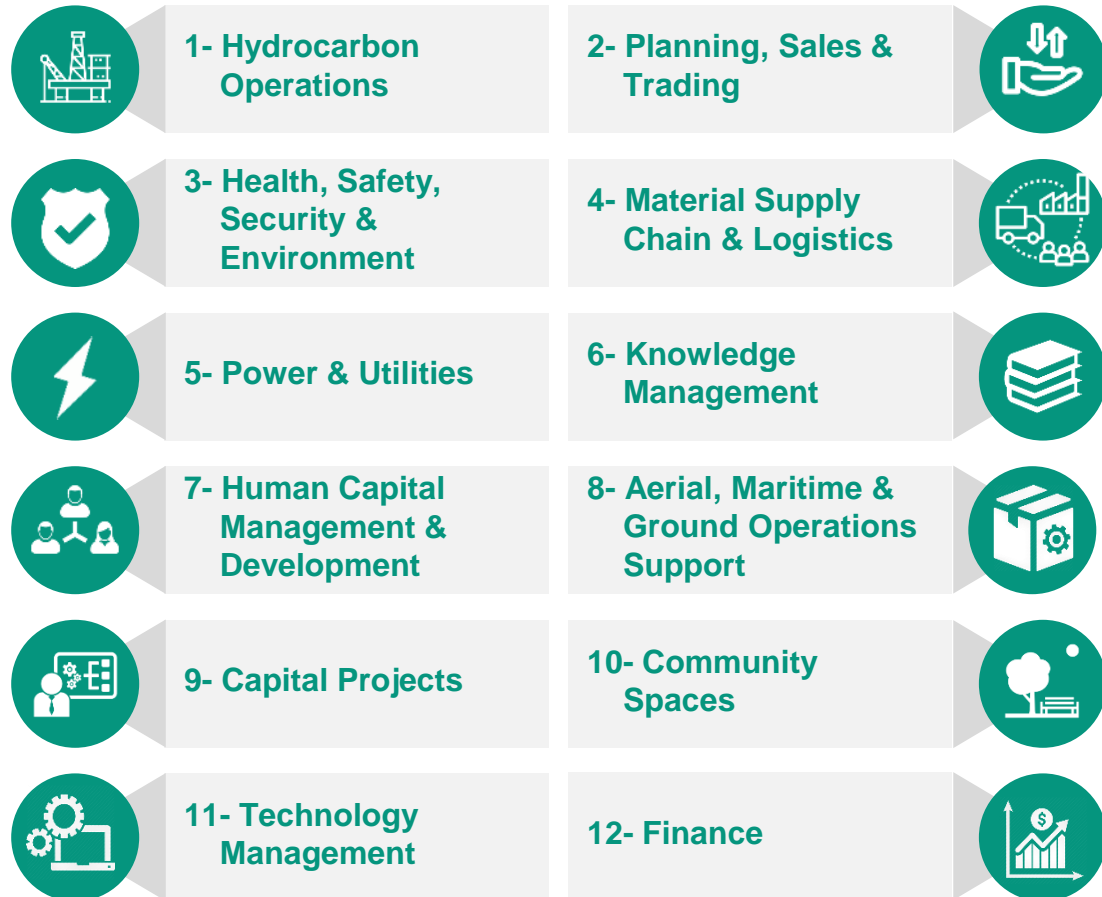 1- Hydrocarbon
Operations
2- Planning, Sales &
Trading
3- Health, Safety,
Security &
Environment
4- Material Supply
Chain & Logistics
5- Power & Utilities
6- Knowledge
Management
7- Human Capital
Management &
Development
8- Aerial, Maritime &
Ground Operations
Support
9- Capital Projects
10- Community
Spaces
11- Technology
Management
12- Finance
$